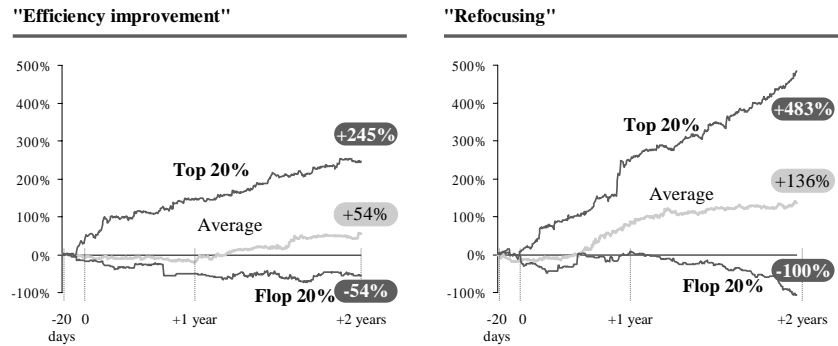 "Efficiency improvement"
500%
400%
300%
200%
100%
0%
-100%
+245%
Top 20%
Average
+54%
Flop 20%
-54%
-20
days
0
+1 year
+2 years
"Refocusing"
500%
400%
300%
200%
100%
0%
-100%
+483%
Top 20%
Average
+136%
Flop 20%
-100%
-20
days
0
+1 year
+2 years